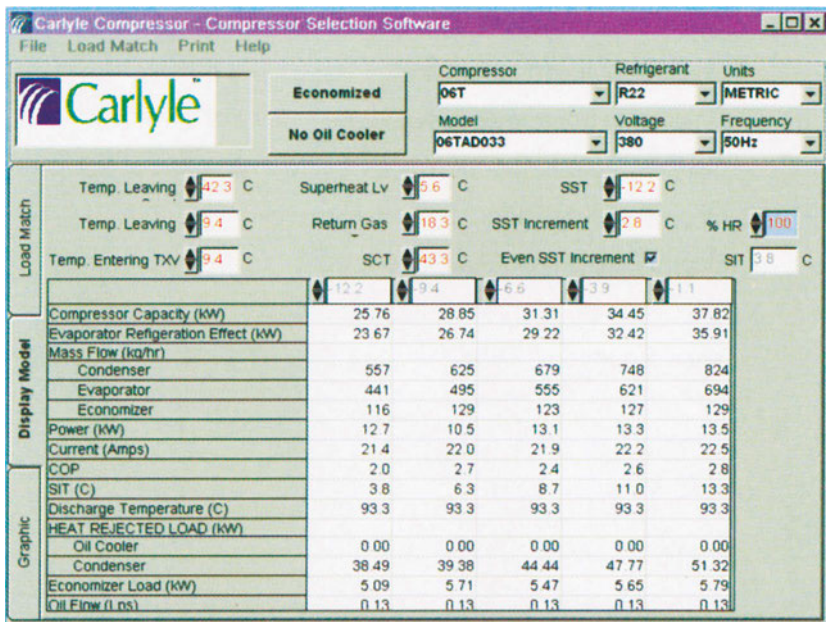 Carlyle Compressor - Compressor Selection Software
File Load Match Print Help
Carlyle™
Economized
No Oil Cooler
Compressor Refrigerant Units
06T R22 METRIC
Model Voltage Frequency
06TAD033 380 50Hz
Load Match
Display Model
Graphic
Temp. Leaving 42.3 C Superheat Lv 5.6 C SST -12.2 C
Temp. Leaving 9.4 C Return Gas 18.3 C SST Increment 2.8 C % HR 100
Temp. Entering TXV 9.4 C SCT 43.3 C Even SST Increment SIT 3.8 C
-12.2 -9.4 -6.6 -3.9 -1.1
Compressor Capacity (kW) 25.76 28.85 31.31 34.45 37.82
Evaporator Refigeration Effect (kW) 23.67 26.74 29.22 32.42 35.91
Mass Flow (kg/hr)
Condenser 557 625 679 748 824
Evaporator 441 495 555 621 694
Economizer 116 129 123 127 129
Power (kW) 12.7 10.5 13.1 13.3 13.5
Current (Amps) 21.4 22.0 21.9 22.2 22.5
COP 2.0 2.7 2.4 2.6 2.8
SIT (C) 3.8 6.3 8.7 11.0 13.3
Discharge Temperature (C) 93.3 93.3 93.3 93.3 93.3
HEAT REJECTED LOAD (kW)
Oil Cooler 0.00 0.00 0.00 0.00 0.00
Condenser 38.49 39.38 44.44 47.77 51.32
Economizer Load (kW) 5.09 5.71 5.47 5.65 5.79
Oil Flow (Lps) 0.13 0.13 0.13 0.13 0.13